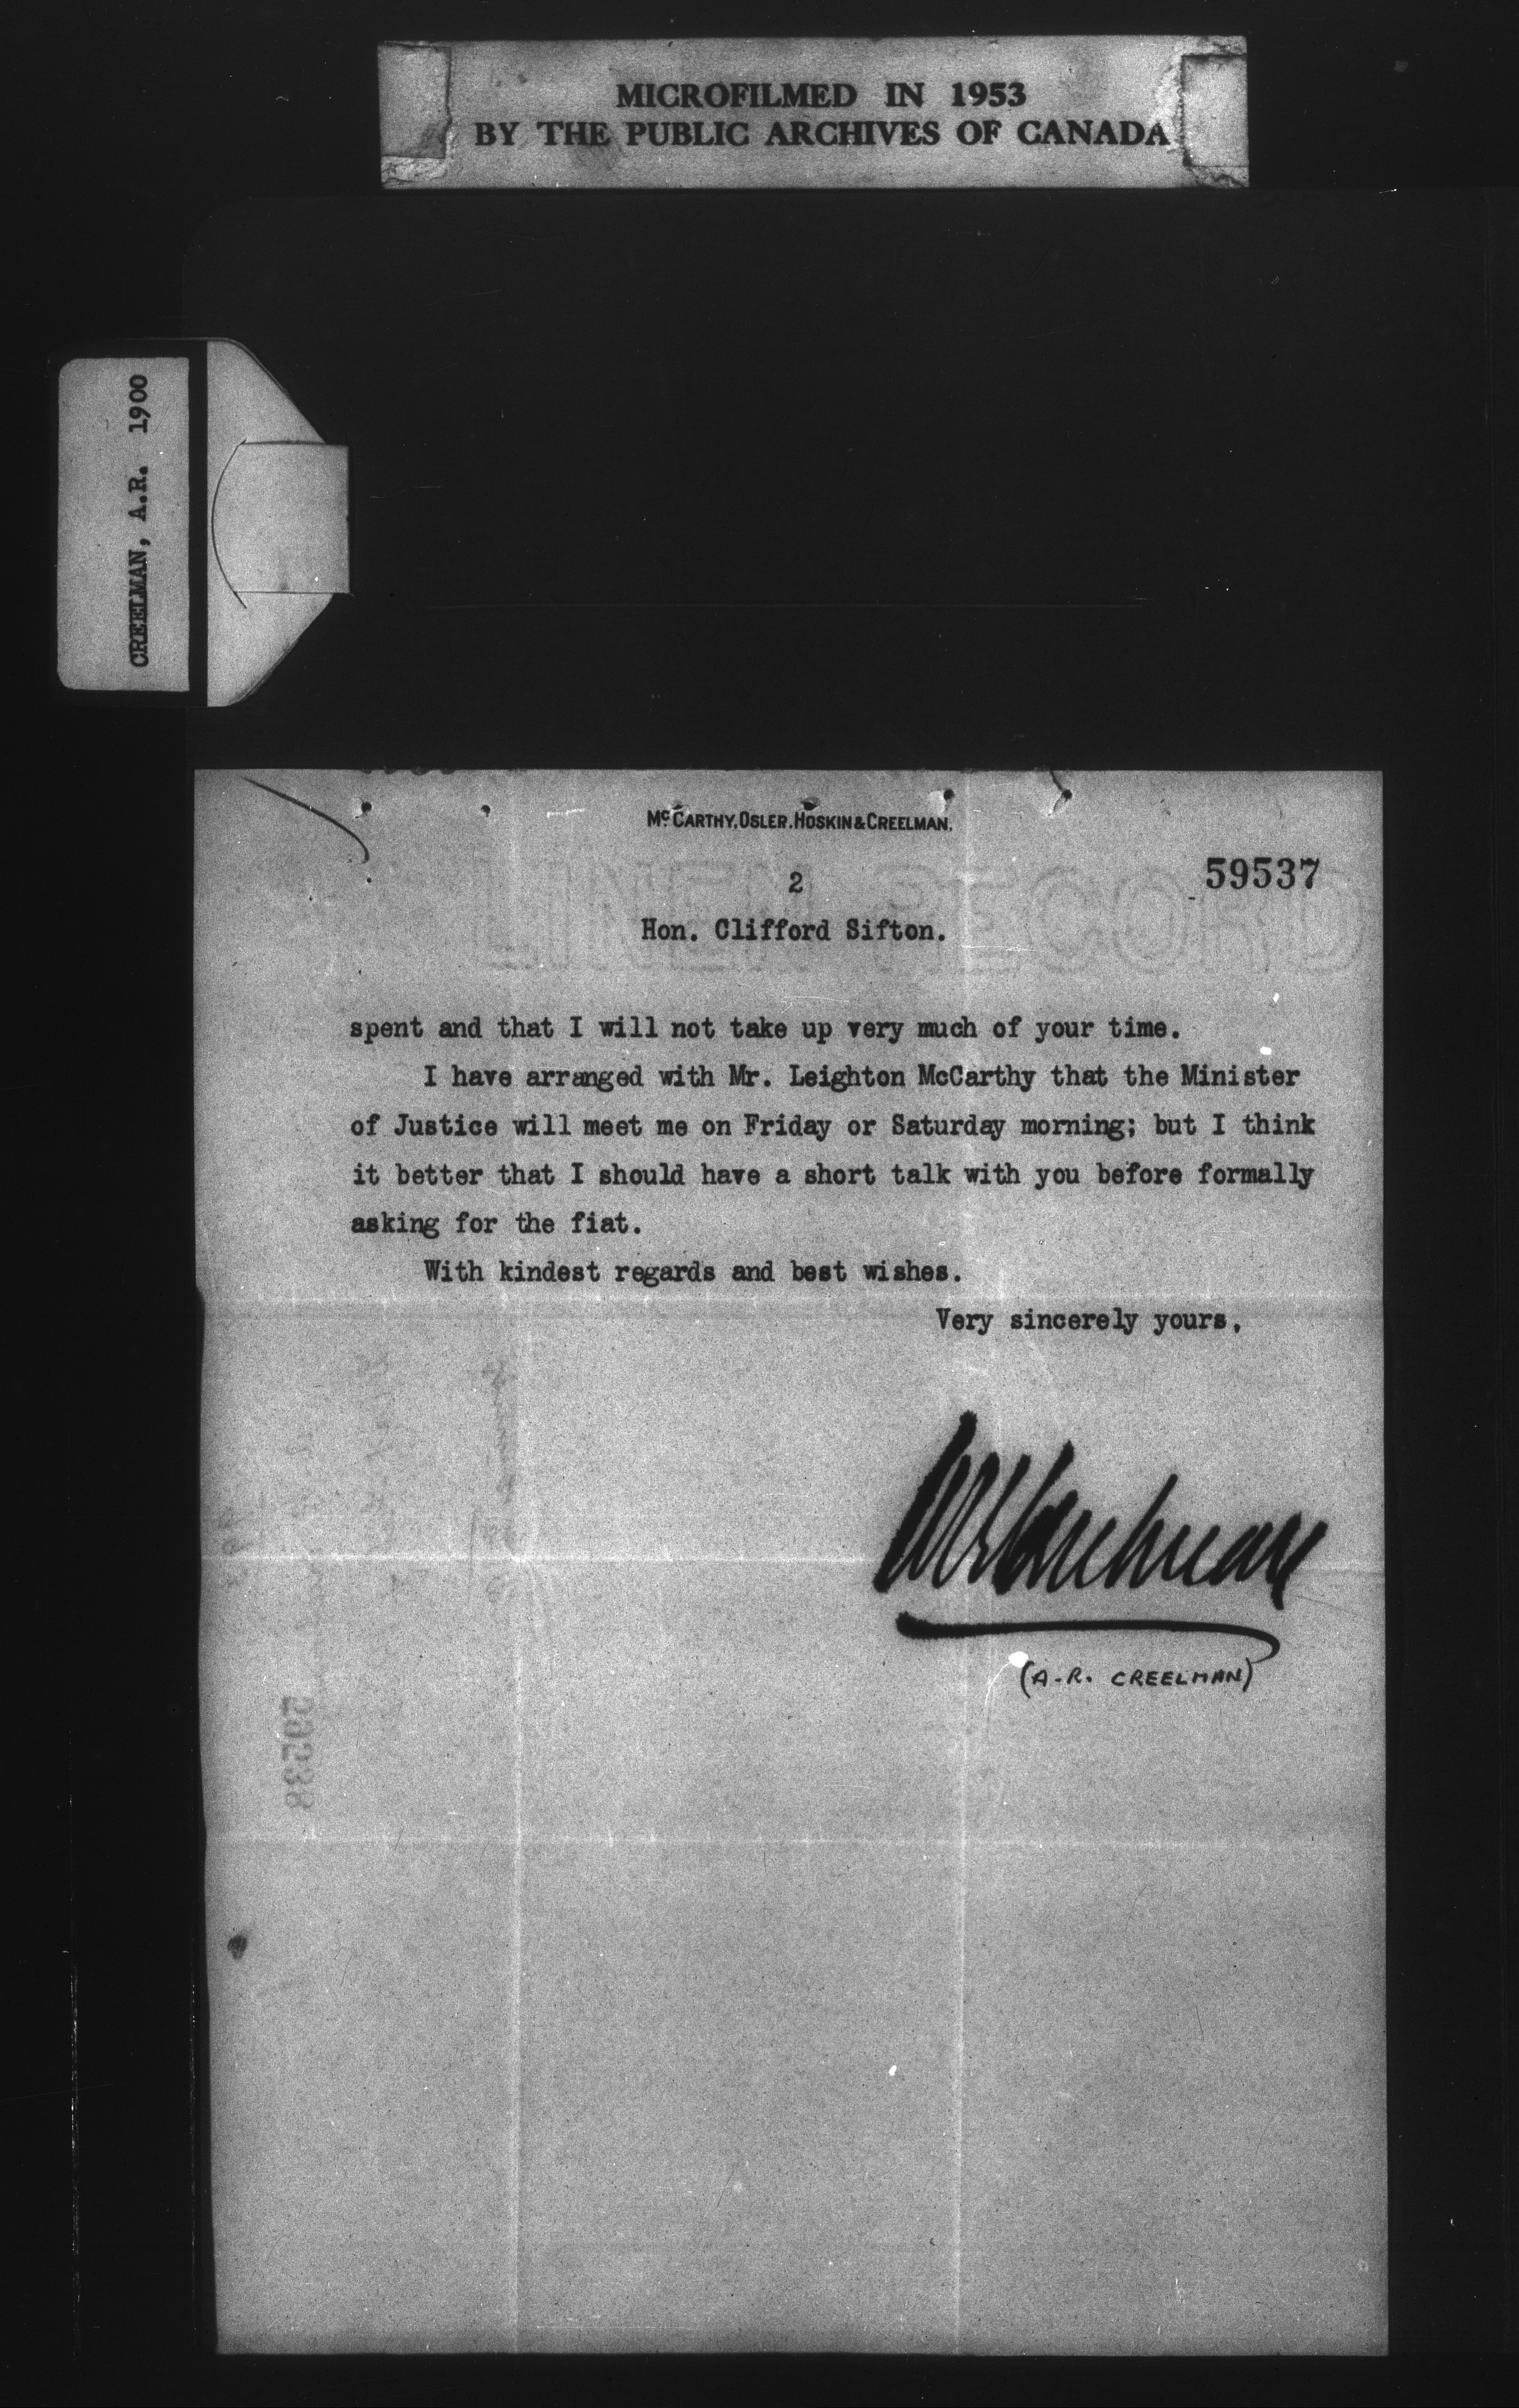 MICROFILMED IN 1953
BY THE PUBLIC ARCHIVES OF CANADA
CREELMAN, A.R. 1900
McCARTHY, OSLER, HOSKIN & CREELMAN.
59537
2
Hon. Clifford Sifton.
LINEN RECORD
spent and that I will not take up very much of your time.
I have arranged with Mr. Leighton McCarthy that the Minister
of Justice will meet me on Friday or Saturday morning; but I think
it better that I should have a short talk with you before formally
asking for the fiat.
With kindest regards and best wishes.
Very sincerely yours,
A R Creelman
(A.R. CREELMAN)
59538